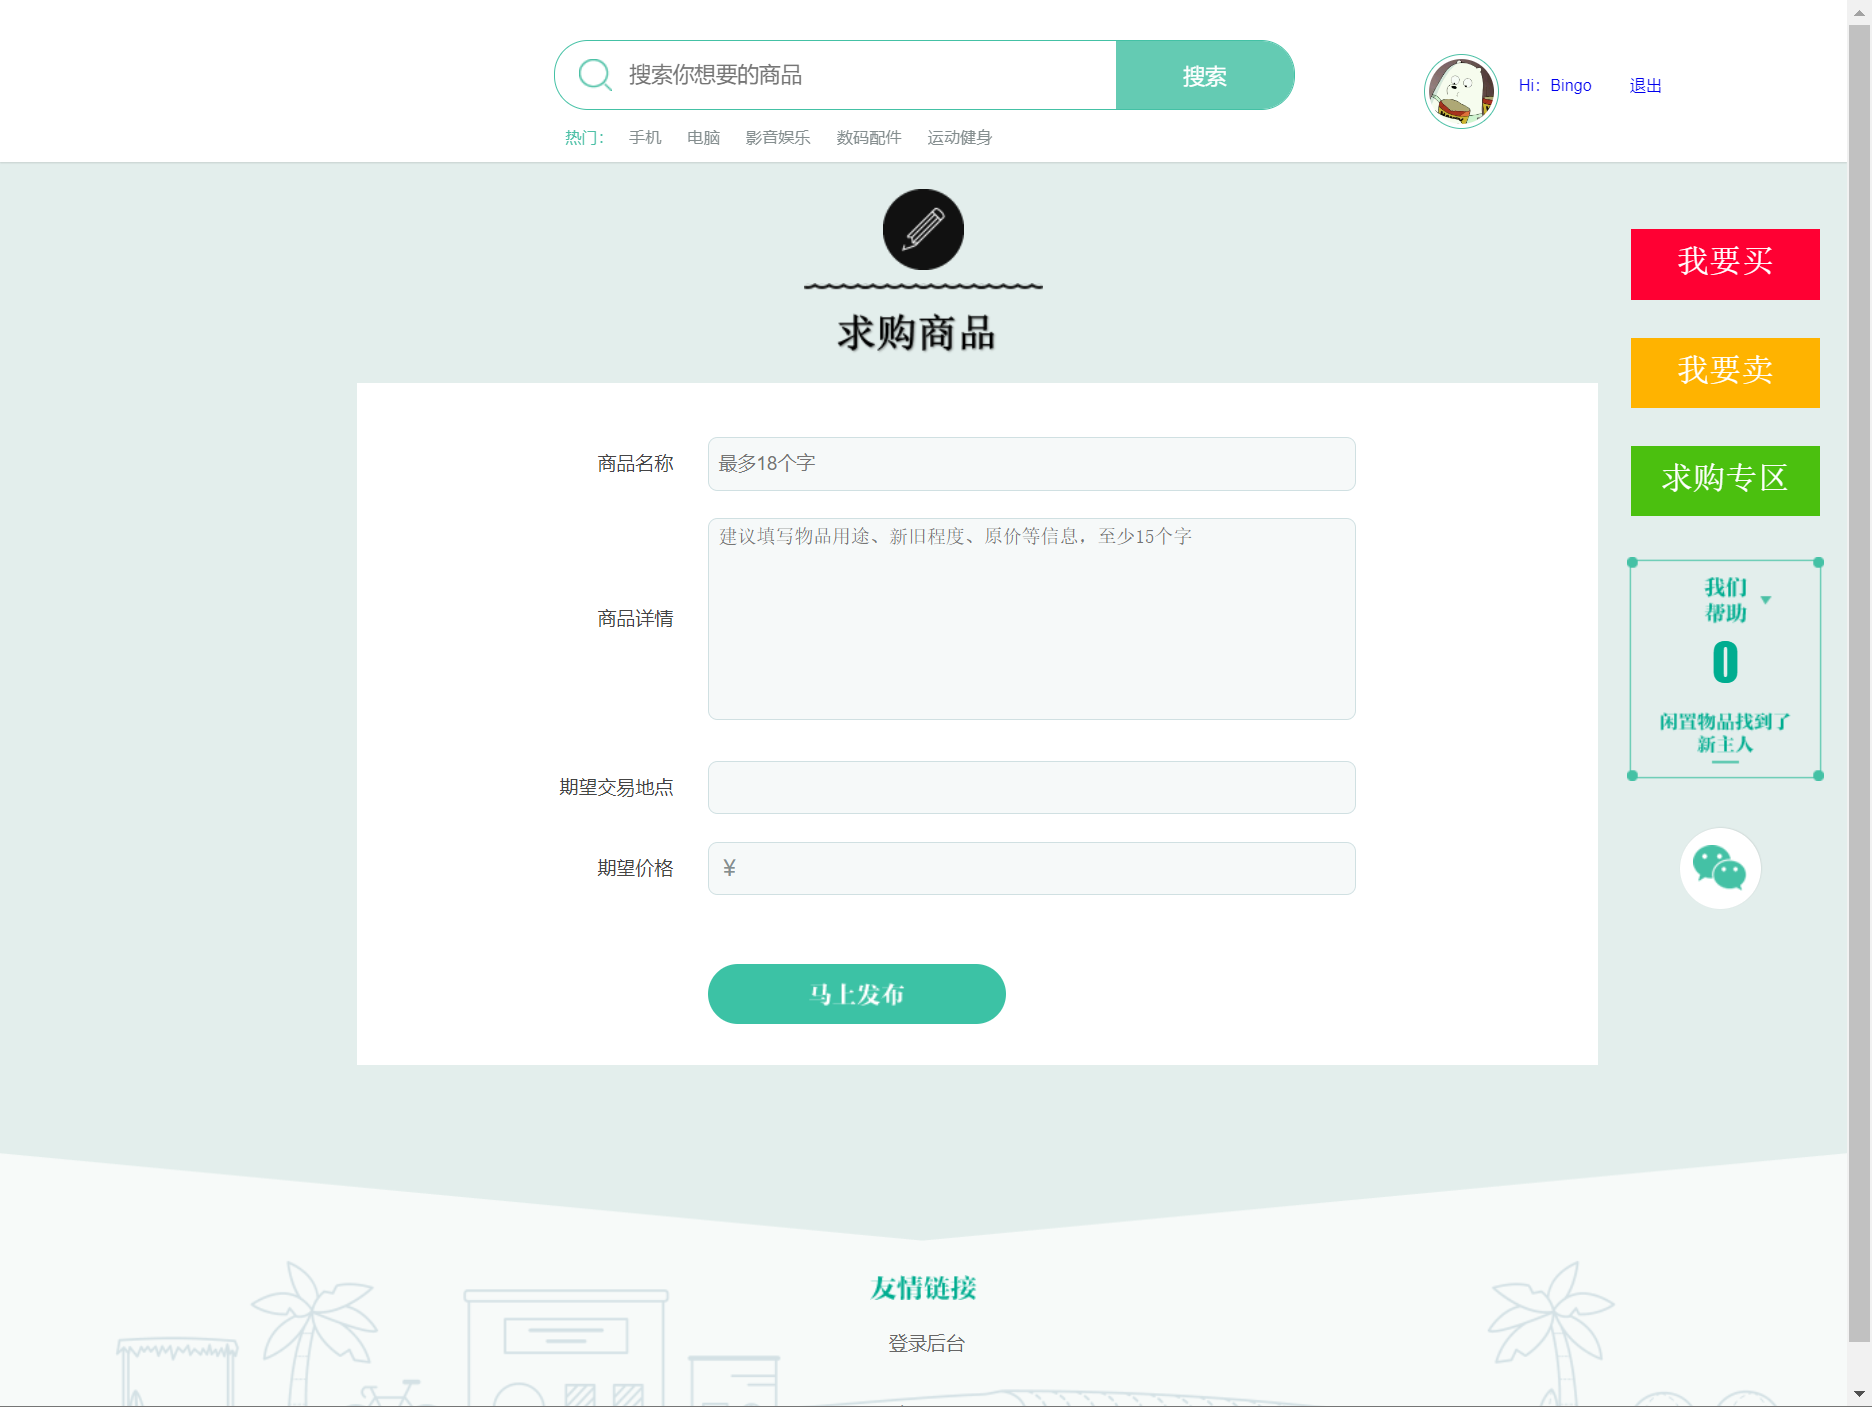 搜索你想要的商品
搜索
Hi：Bingo
退出
热门：
手机
电脑
影音娱乐
数码配件
运动健身
求购商品
商品名称
最多18个字
商品详情
建议填写物品用途、新旧程度、原价等信息，至少15个字
期望交易地点
期望价格
¥
马上发布
我要买
我要卖
求购专区
我们
帮助
0
闲置物品找到了
新主人
友情链接
登录后台